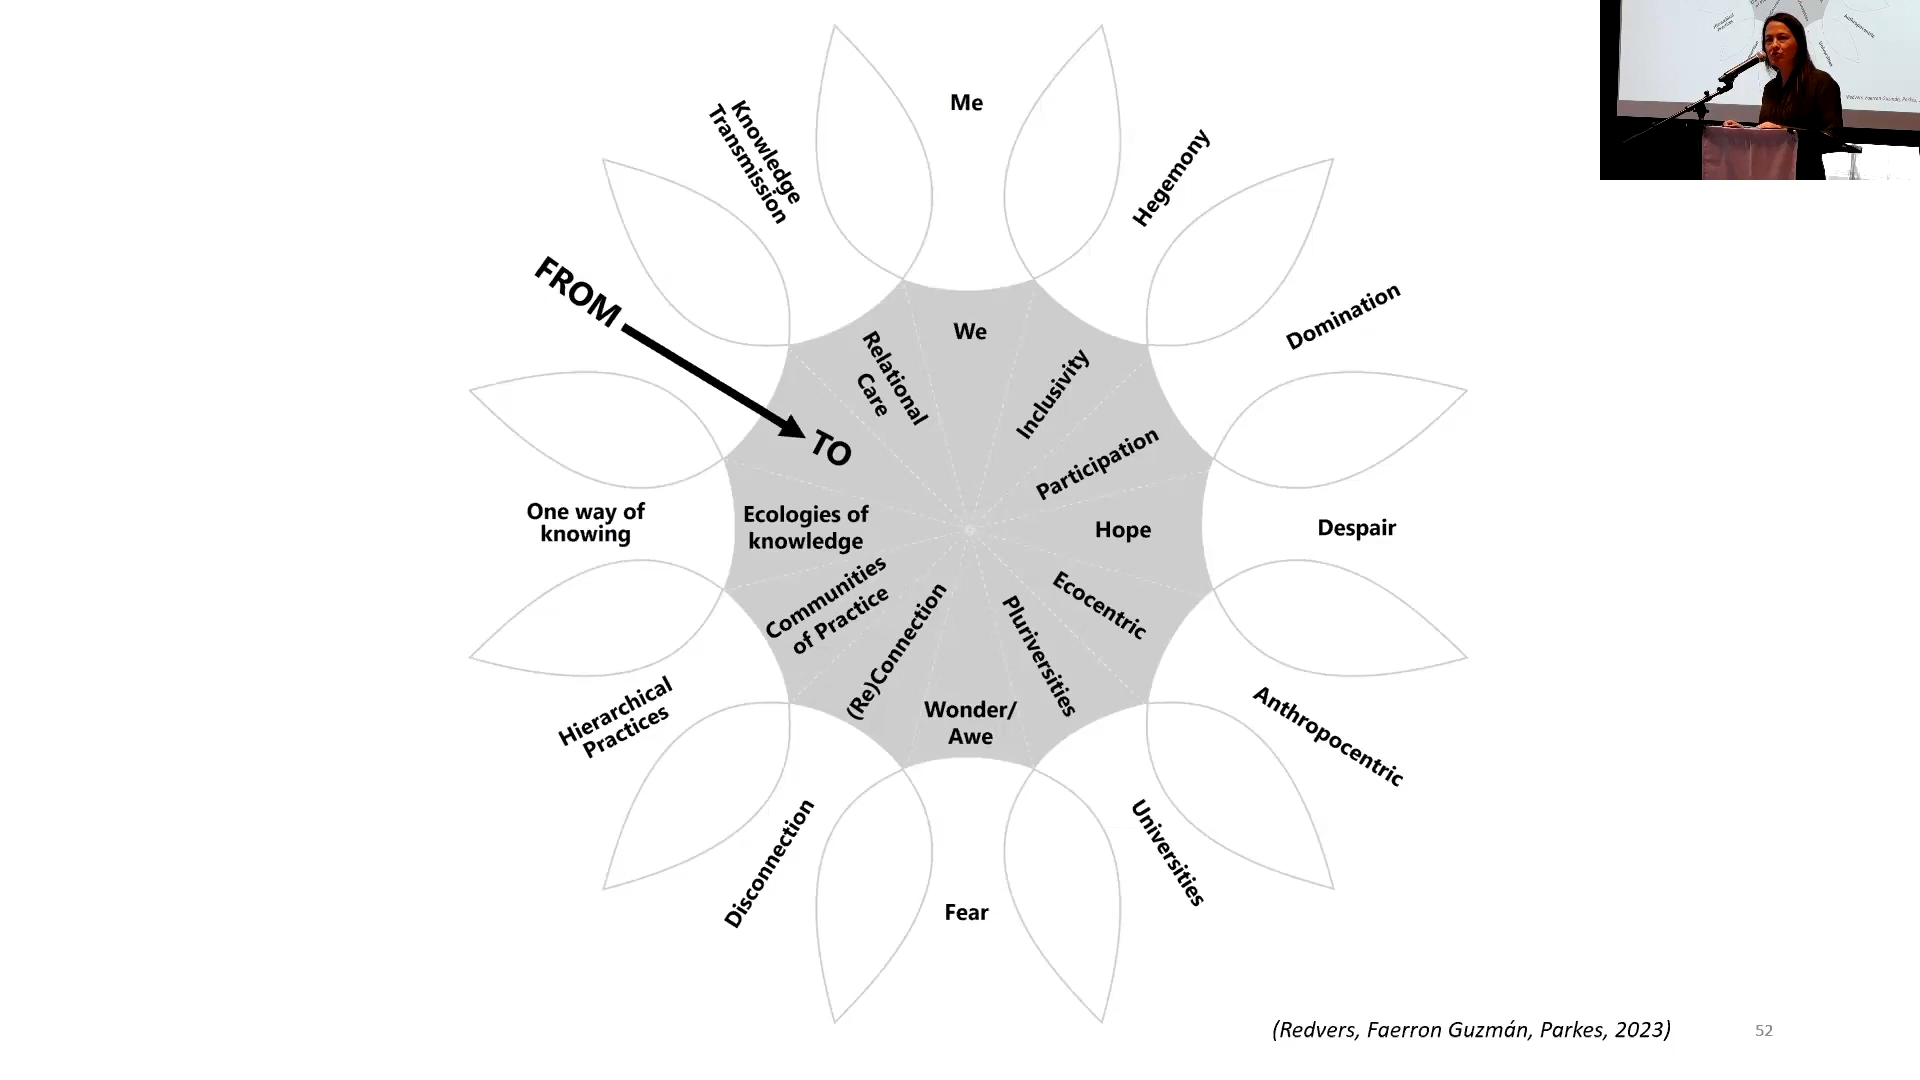 Me
Hegemony
Domination
Despair
Anthropocentric
Universities
Fear
Disconnection
Hierarchical
Practices
One way of
knowing
FROM
TO
Knowledge
Transmission
We
Inclusivity
Participation
Hope
Ecocentric
Pluriversities
Wonder/
Awe
(Re)Connection
Communities
of Practice
Ecologies of
knowledge
Relational
Care
(Redvers, Faerron Guzmán, Parkes, 2023)
52